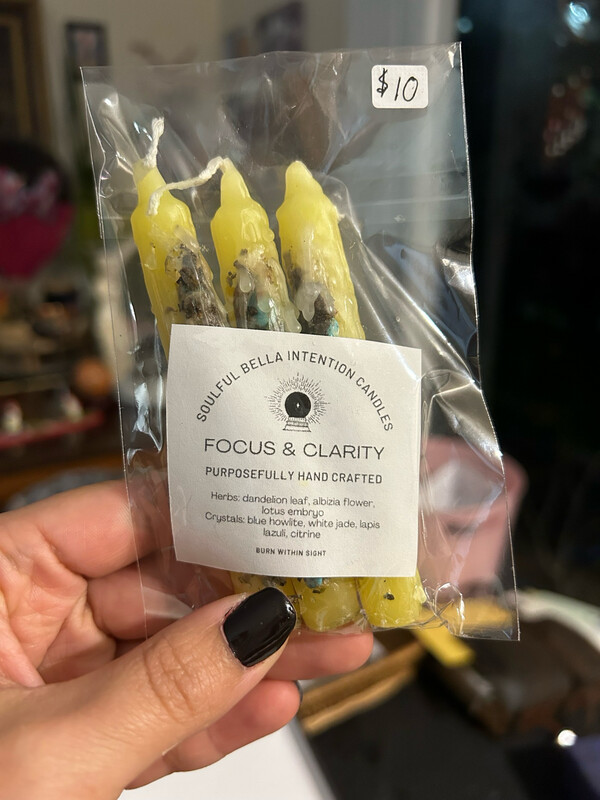 $10
SOULFUL BELLA INTENTION CANDLES
FOCUS & CLARITY
PURPOSEFULLY HAND CRAFTED
Herbs: dandelion leaf, albizia flower,
lotus embryo
Crystals: blue howlite, white jade, lapis
lazuli, citrine
BURN WITHIN SIGHT